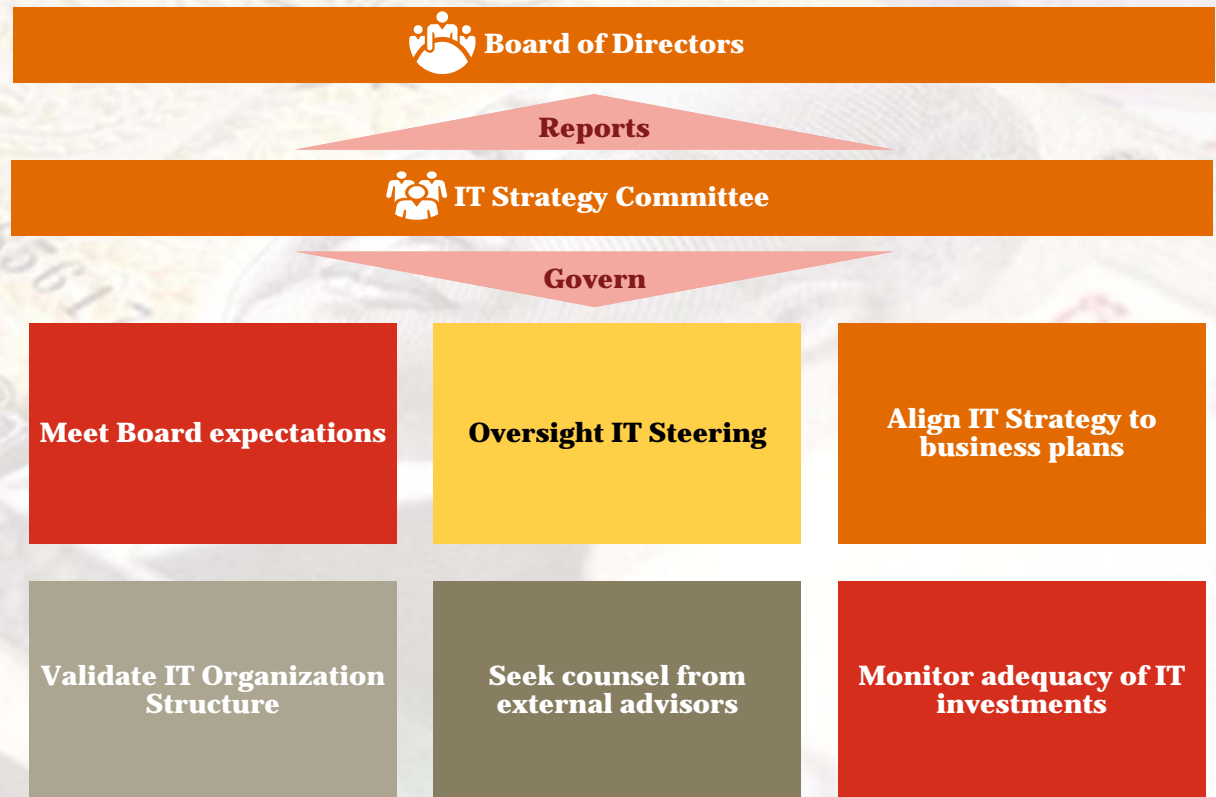 Board of Directors
Reports
IT Strategy Committee
Govern
Meet Board expectations
Oversight IT Steering
Align IT Strategy to
business plans
Validate IT Organization
Structure
Seek counsel from
external advisors
Monitor adequacy of IT
investments